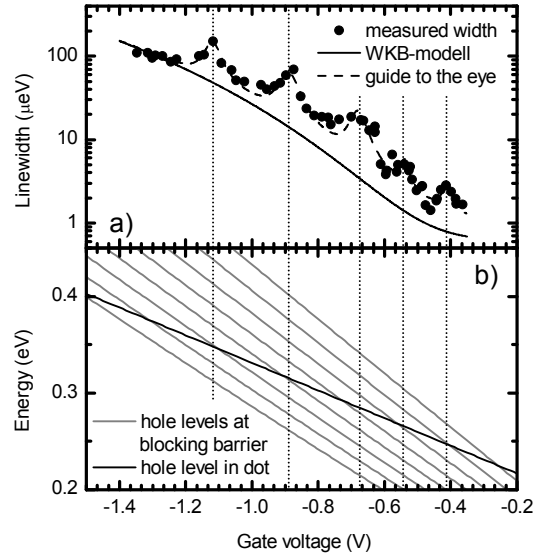 measured width
WKB-modell
guide to the eye
100
10
1
Linewidth (μeV)
a)
b)
0.4
0.3
0.2
Energy (eV)
hole levels at
blocking barrier
hole level in dot
-1.4 -1.2 -1.0 -0.8 -0.6 -0.4 -0.2
Gate voltage (V)